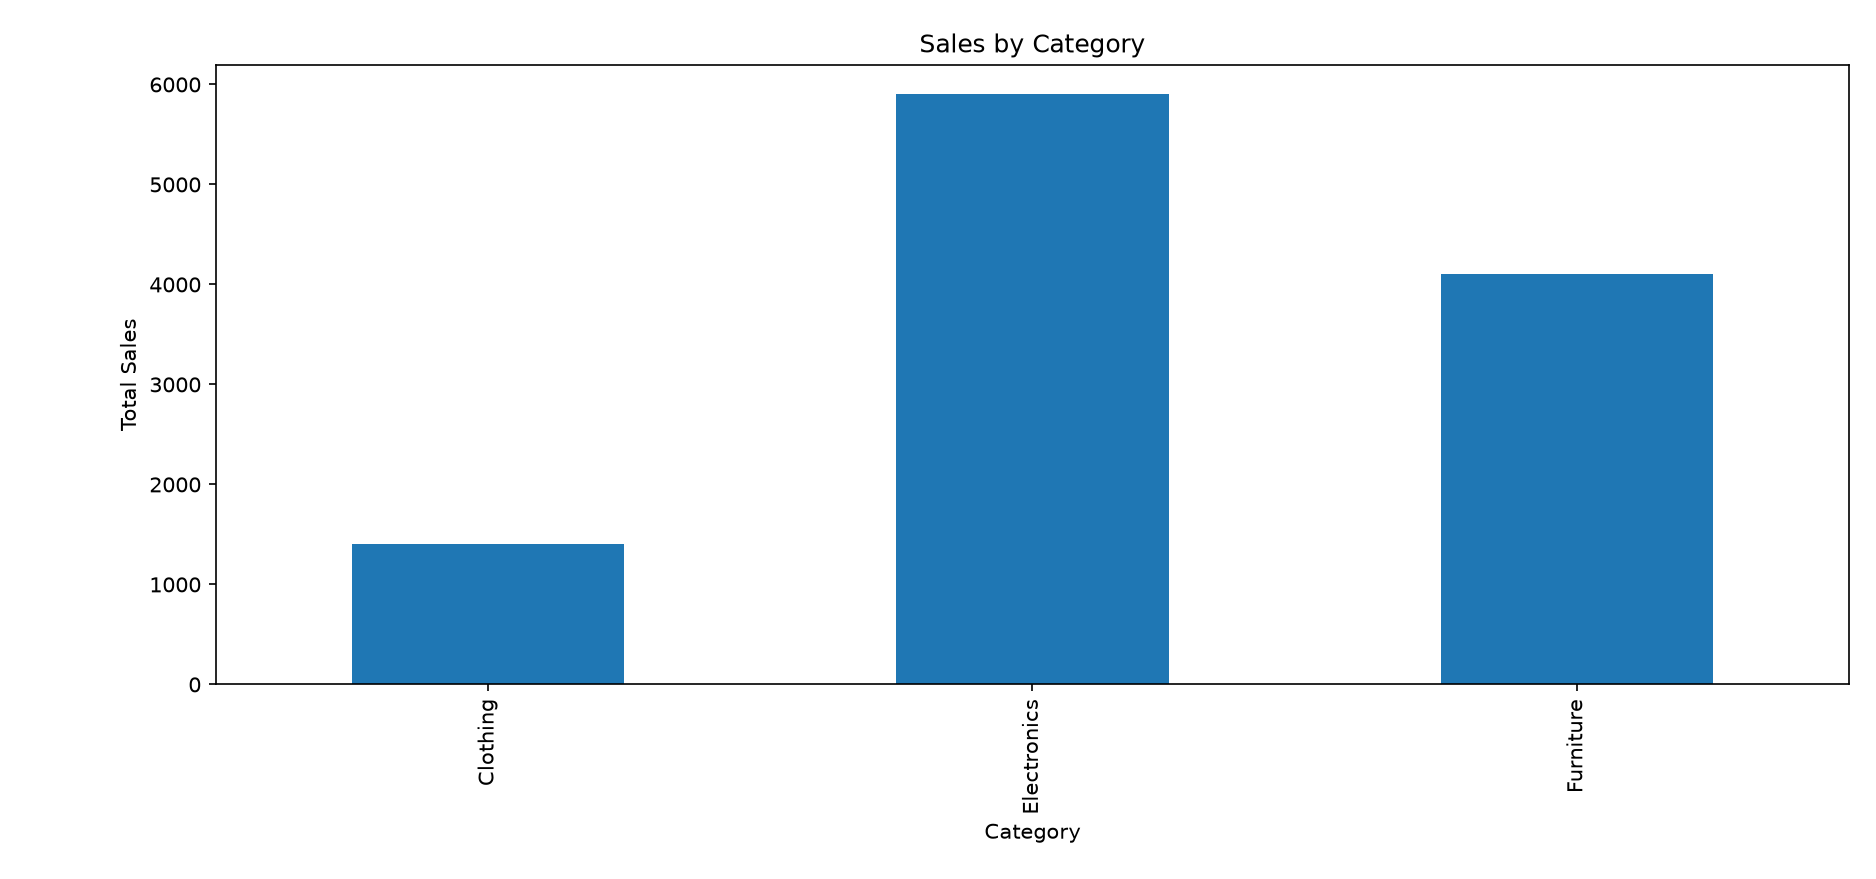 Sales by Category
Total Sales
6000
5000
4000
3000
2000
1000
0
Clothing
Electronics
Furniture
Category